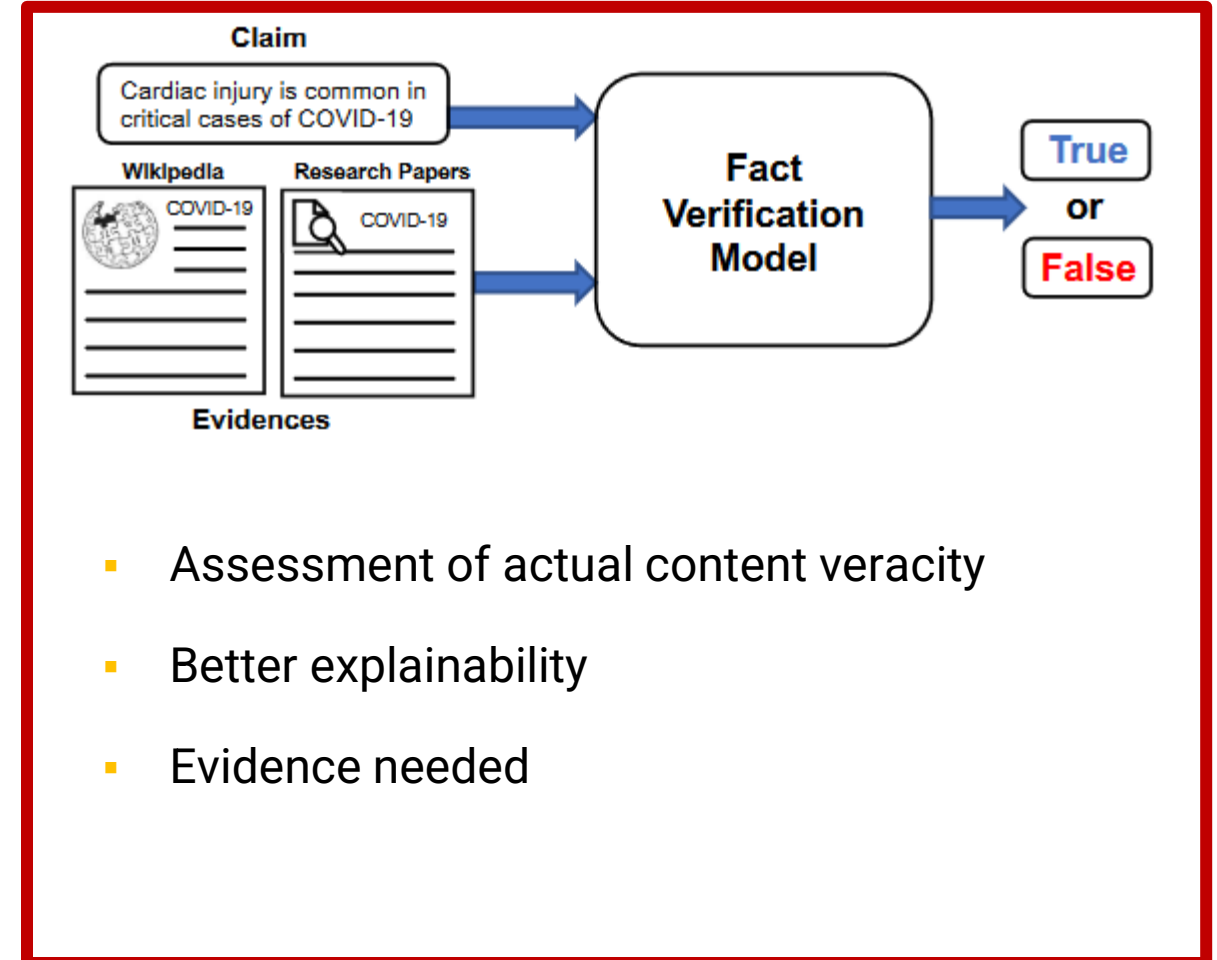 Claim
Cardiac injury is common in
critical cases of COVID-19
Wikipedia
Research Papers
COVID-19
COVID-19
Evidences
Fact
Verification
Model
True
or
False
▪ Assessment of actual content veracity
▪ Better explainability
▪ Evidence needed